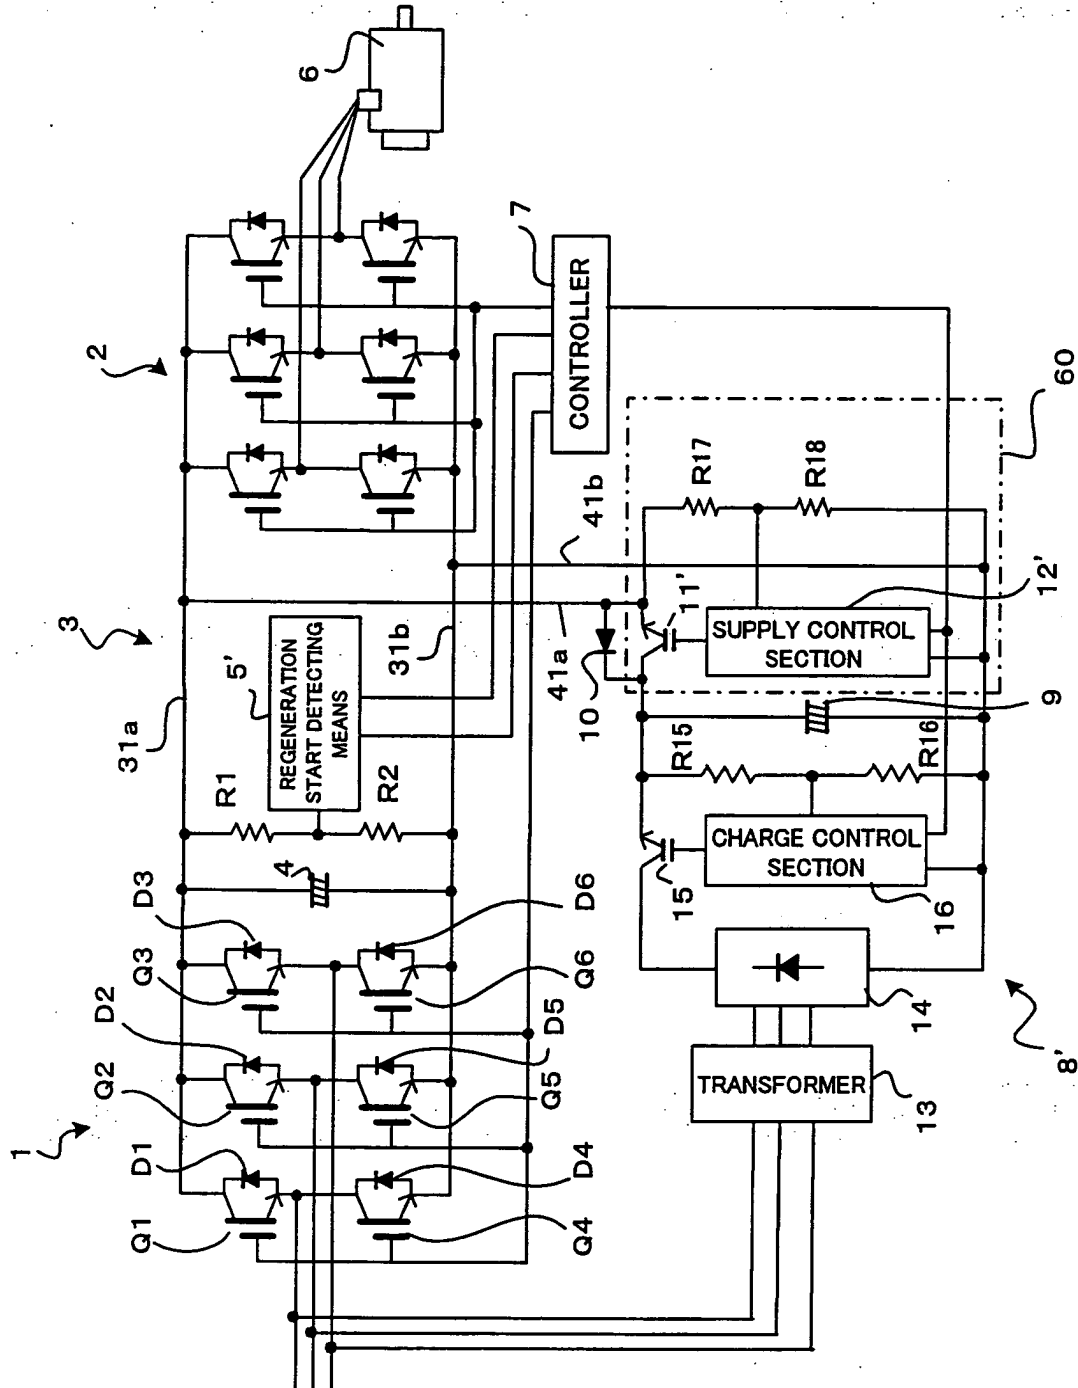 1
Q1
D1
Q2
D2
Q3
D3
4
R1
31a
3
2
6
5'
REGENERATION
START DETECTING
MEANS
R2
31b
Q4
D4
Q5
D5
Q6
D6
7
CONTROLLER
41a
41b
10
11'
R17
R18
60
SUPPLY CONTROL
SECTION
12'
9
R15
R16
15
CHARGE CONTROL
SECTION
16
14
TRANSFORMER
13
8'